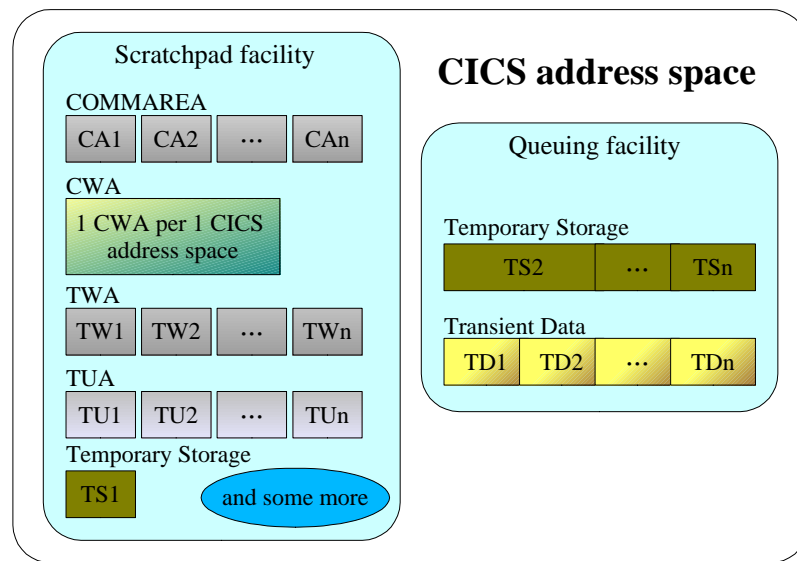 Scratchpad facility
COMMAREA
CA1 CA2 ... CAn
CWA
1 CWA per 1 CICS
address space
TWA
TW1 TW2 ... TWn
TUA
TU1 TU2 ... TUn
Temporary Storage
TS1
and some more
CICS address space
Queuing facility
Temporary Storage
TS2 ... TSn
Transient Data
TD1 TD2 ... TDn